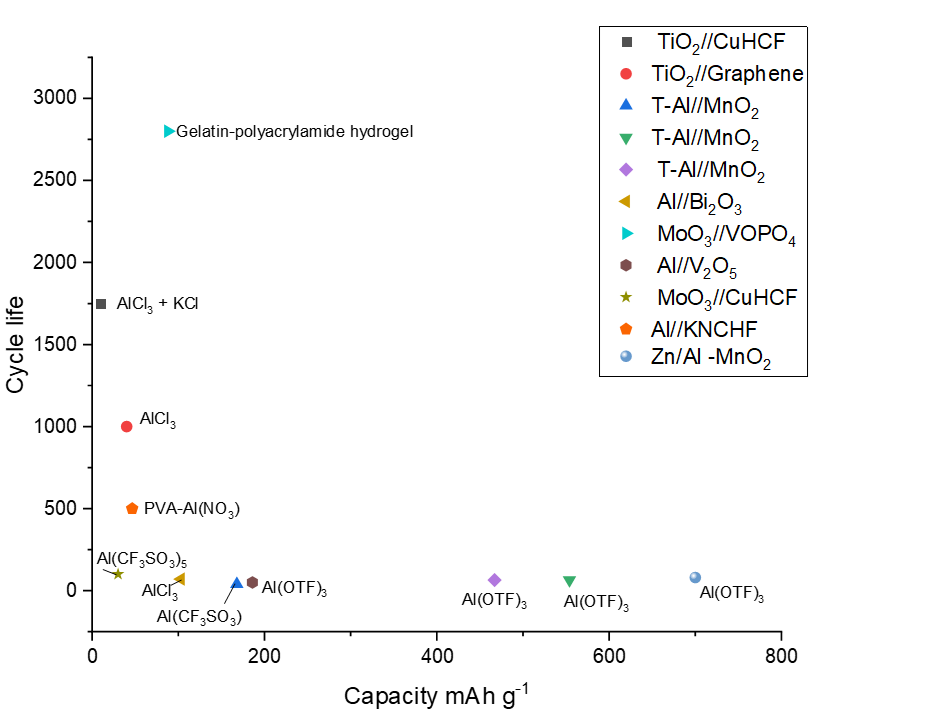 TiO₂//CuHCF
TiO₂//Graphene
T-Al//MnO₂
T-Al//MnO₂
T-Al//MnO₂
Al//Bi₂O₃
MoO₃//VOPO₄
Al//V₂O₅
MoO₃//CuHCF
Al//KNCHF
Zn/Al -MnO₂
3000
Gelatin-polyacrylamide hydrogel
2500
2000
AlCl₃ + KCl
1500
Cycle life
1000
AlCl₃
500
PVA-Al(NO₃)
Al(CF₃SO₃)₅
0
AlCl₃
Al(CF₃SO₃)
Al(OTF)₃
Al(OTF)₃
Al(OTF)₃
Al(OTF)₃
0
200
400
600
800
Capacity mAh g⁻¹